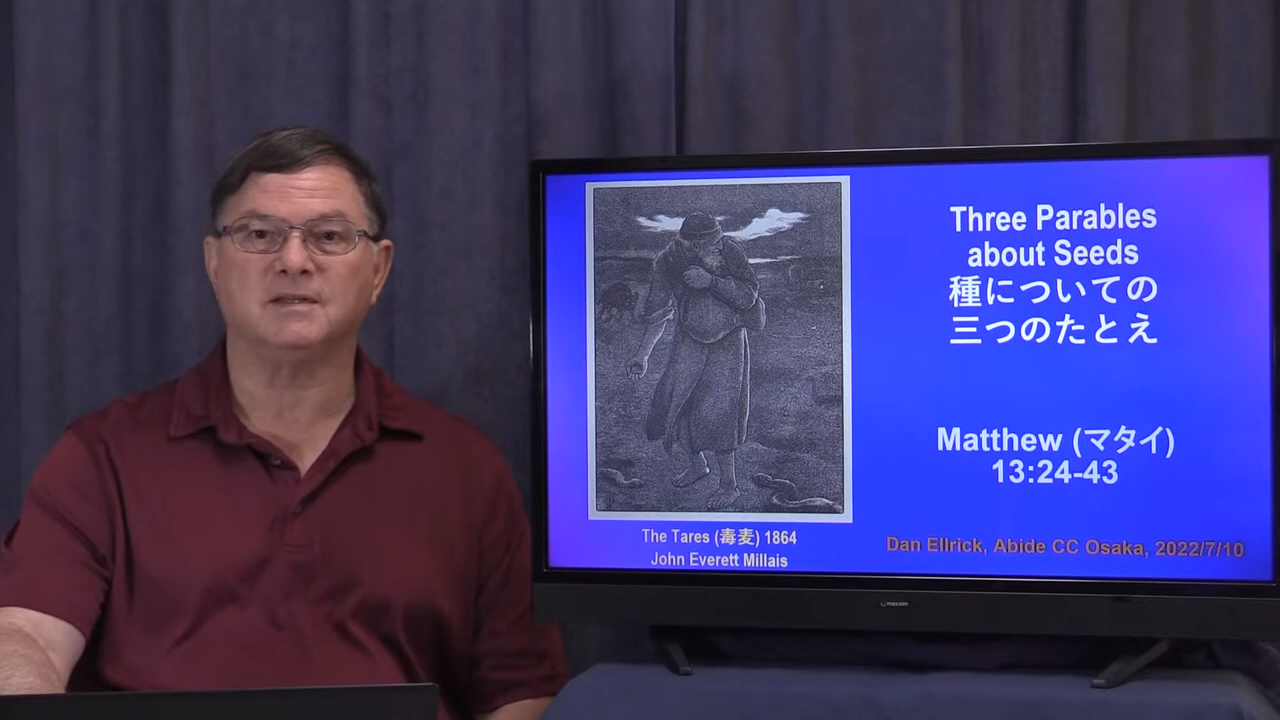 Three Parables
about Seeds
種についての
三つのたとえ
Matthew (マタイ)
13:24-43
The Tares (毒麦) 1864
John Everett Millais
Dan Ellrick, Abide CC Osaka, 2022/7/10